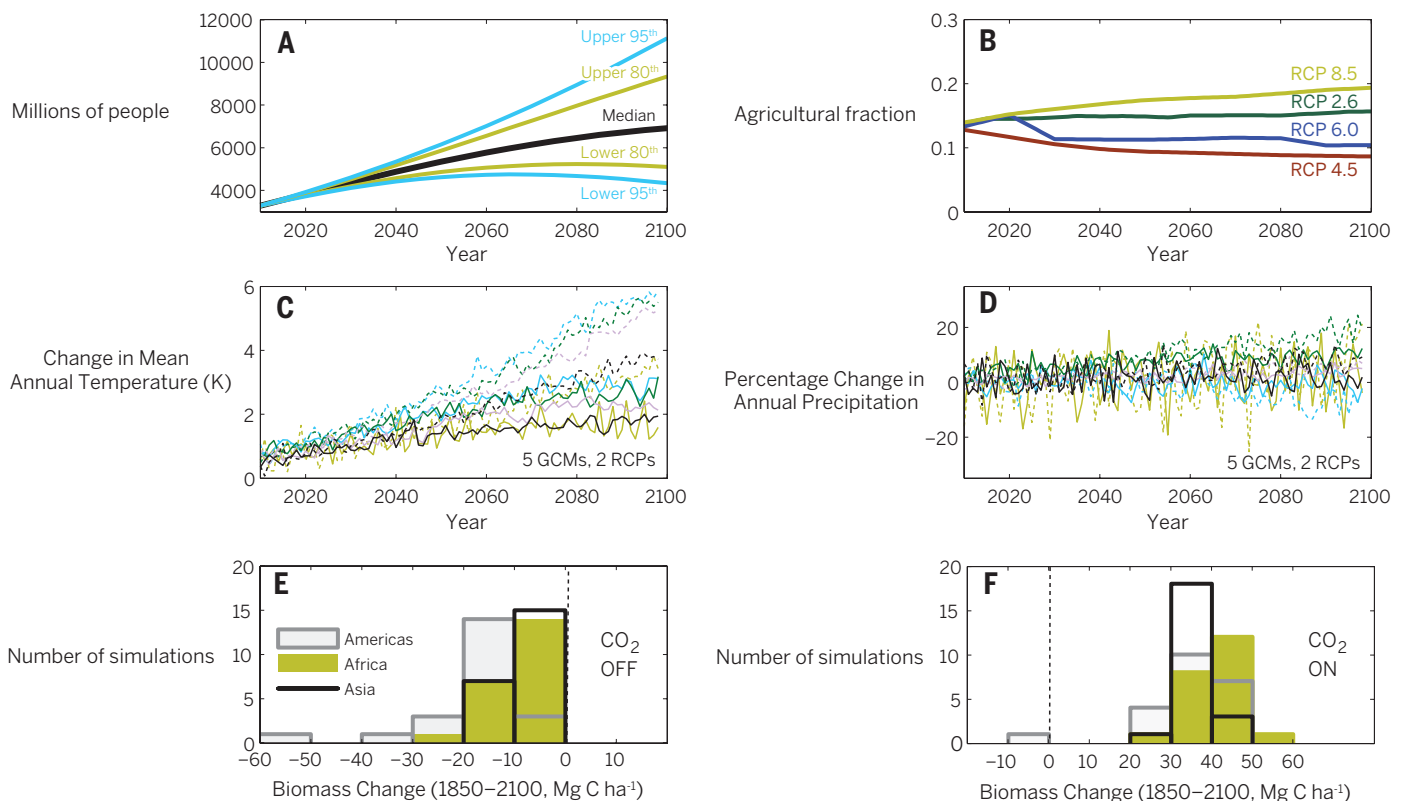 A
Millions of people
12000
10000
8000
6000
4000
Upper 95th
Upper 80th
Median
Lower 80th
Lower 95th
2020 2040 2060 2080 2100
Year
B
Agricultural fraction
0.3
0.2
0.1
0
RCP 8.5
RCP 2.6
RCP 6.0
RCP 4.5
2020 2040 2060 2080 2100
Year
C
Change in Mean
Annual Temperature (K)
6
4
2
0
5 GCMs, 2 RCPs
2020 2040 2060 2080 2100
Year
D
Percentage Change in
Annual Precipitation
20
0
−20
5 GCMs, 2 RCPs
2020 2040 2060 2080 2100
Year
E
Number of simulations
20
15
10
5
0
Americas
Africa
Asia
CO2
OFF
−60 −50 −40 −30 −20 −10 0 10
Biomass Change (1850–2100, Mg C ha-1)
F
Number of simulations
20
15
10
5
0
CO2
ON
−10 0 10 20 30 40 50 60
Biomass Change (1850–2100, Mg C ha-1)